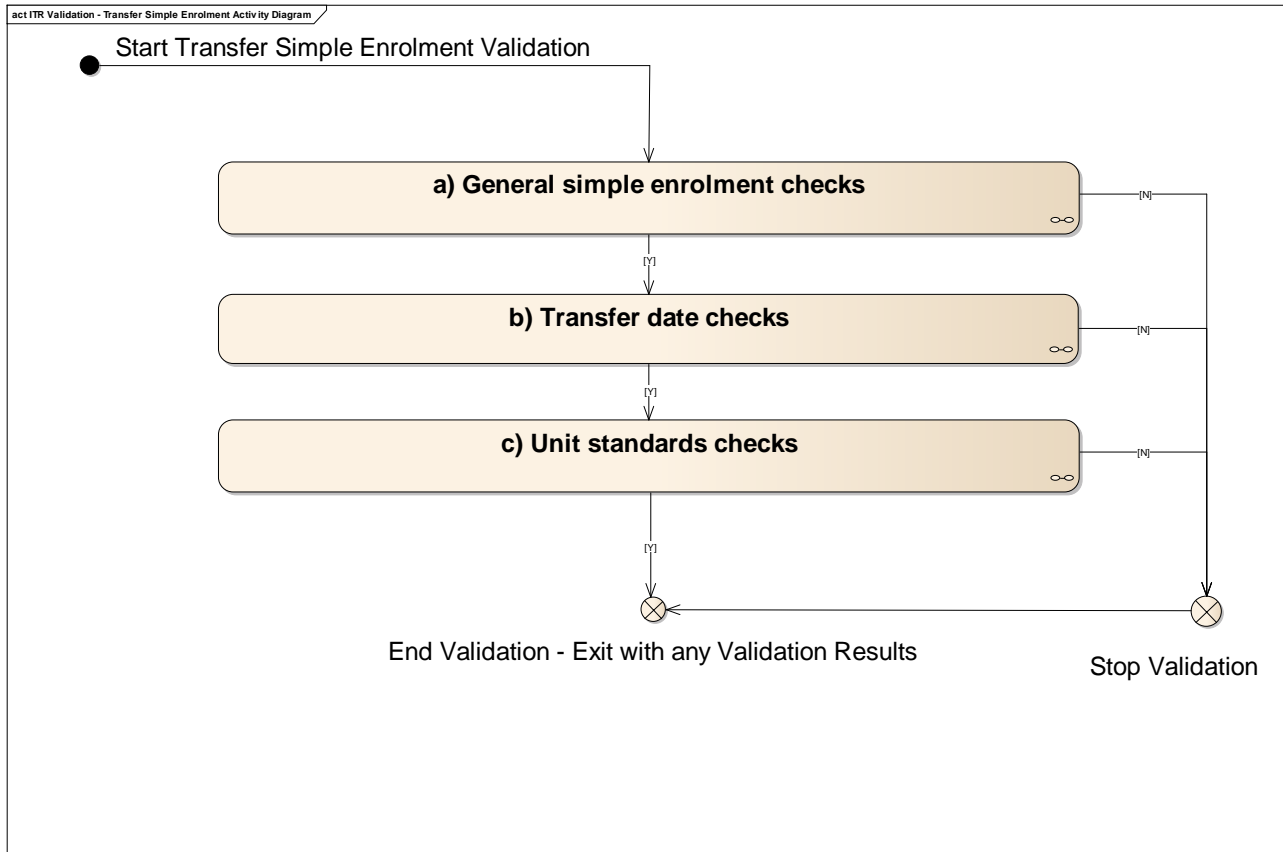 act ITR Validation - Transfer Simple Enrolment Activity Diagram
Start Transfer Simple Enrolment Validation
a) General simple enrolment checks
[N]
[Y]
b) Transfer date checks
[N]
[Y]
c) Unit standards checks
[N]
[Y]
End Validation - Exit with any Validation Results
Stop Validation